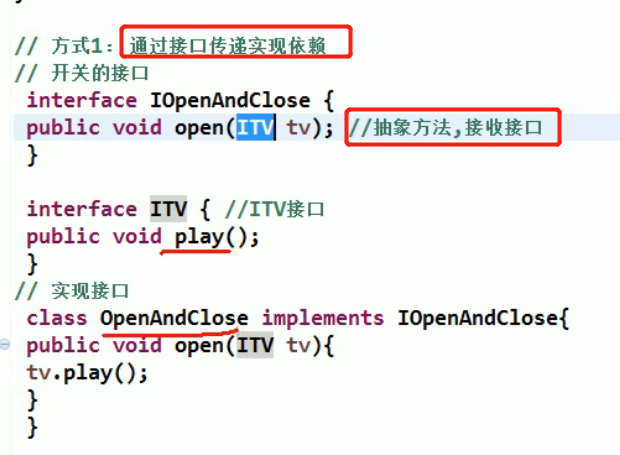 // 方式1: 通过接口传递实现依赖
// 开关的接口
interface IOpenAndClose {
public void open(ITV tv); //抽象方法,接收接口
}
interface ITV { //ITV接口
public void play();
}
// 实现接口
class OpenAndClose implements IOpenAndClose{
public void open(ITV tv){
tv.play();
}
}